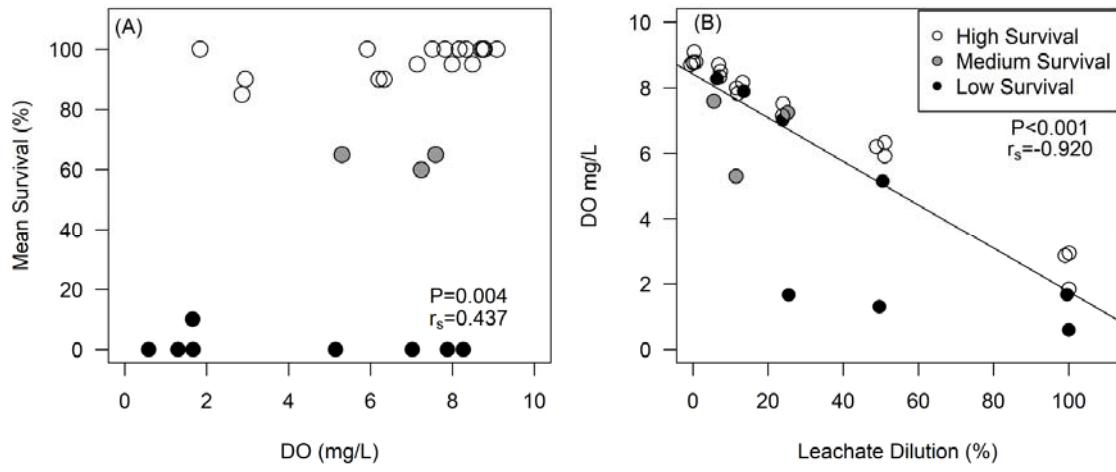 (A)
100
80
60
40
20
0
Mean Survival (%)
P=0.004
rs=0.437
0 2 4 6 8 10
DO (mg/L)
(B)
10
8
6
4
2
0
DO mg/L
High Survival
Medium Survival
Low Survival
P<0.001
rs=-0.920
0 20 40 60 80 100
Leachate Dilution (%)